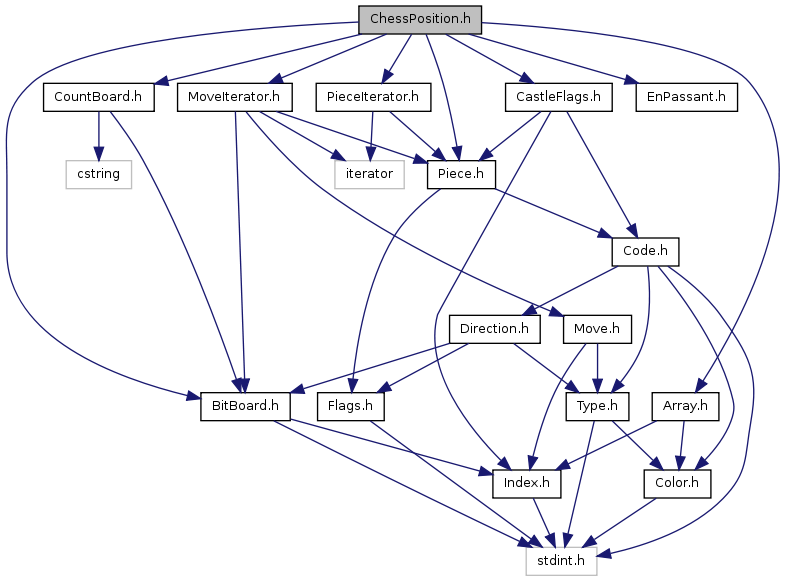 ChessPosition.h
CountBoard.h
MoveIterator.h
PieceIterator.h
CastleFlags.h
EnPassant.h
cstring
iterator
Piece.h
Code.h
Direction.h
Move.h
BitBoard.h
Flags.h
Type.h
Array.h
Index.h
Color.h
stdint.h